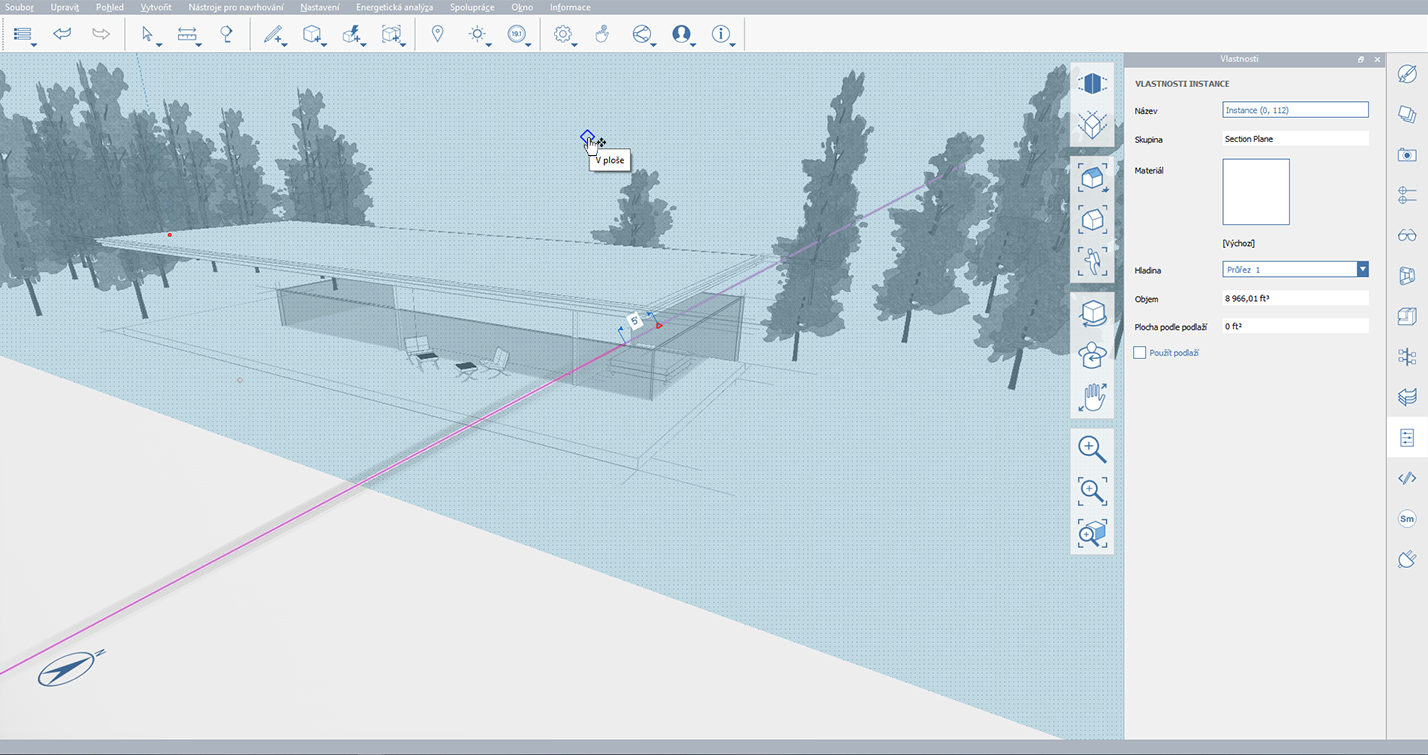 Soubor Upravit Pohled Vytvořit Nástroje pro navrhování Nastavení Energetická analýza Spolupráce Okno Informace
19.1
Vlastnosti
VLASTNOSTI INSTANCE
Název Instance (0, 112)
Skupina Section Plane
Materiál
[Výchozí]
Hladina Průřez 1
Objem 8 966,01 ft³
Plocha podle podlaží 0 ft²
Použít podlaží
V ploše
5'
N
Sm